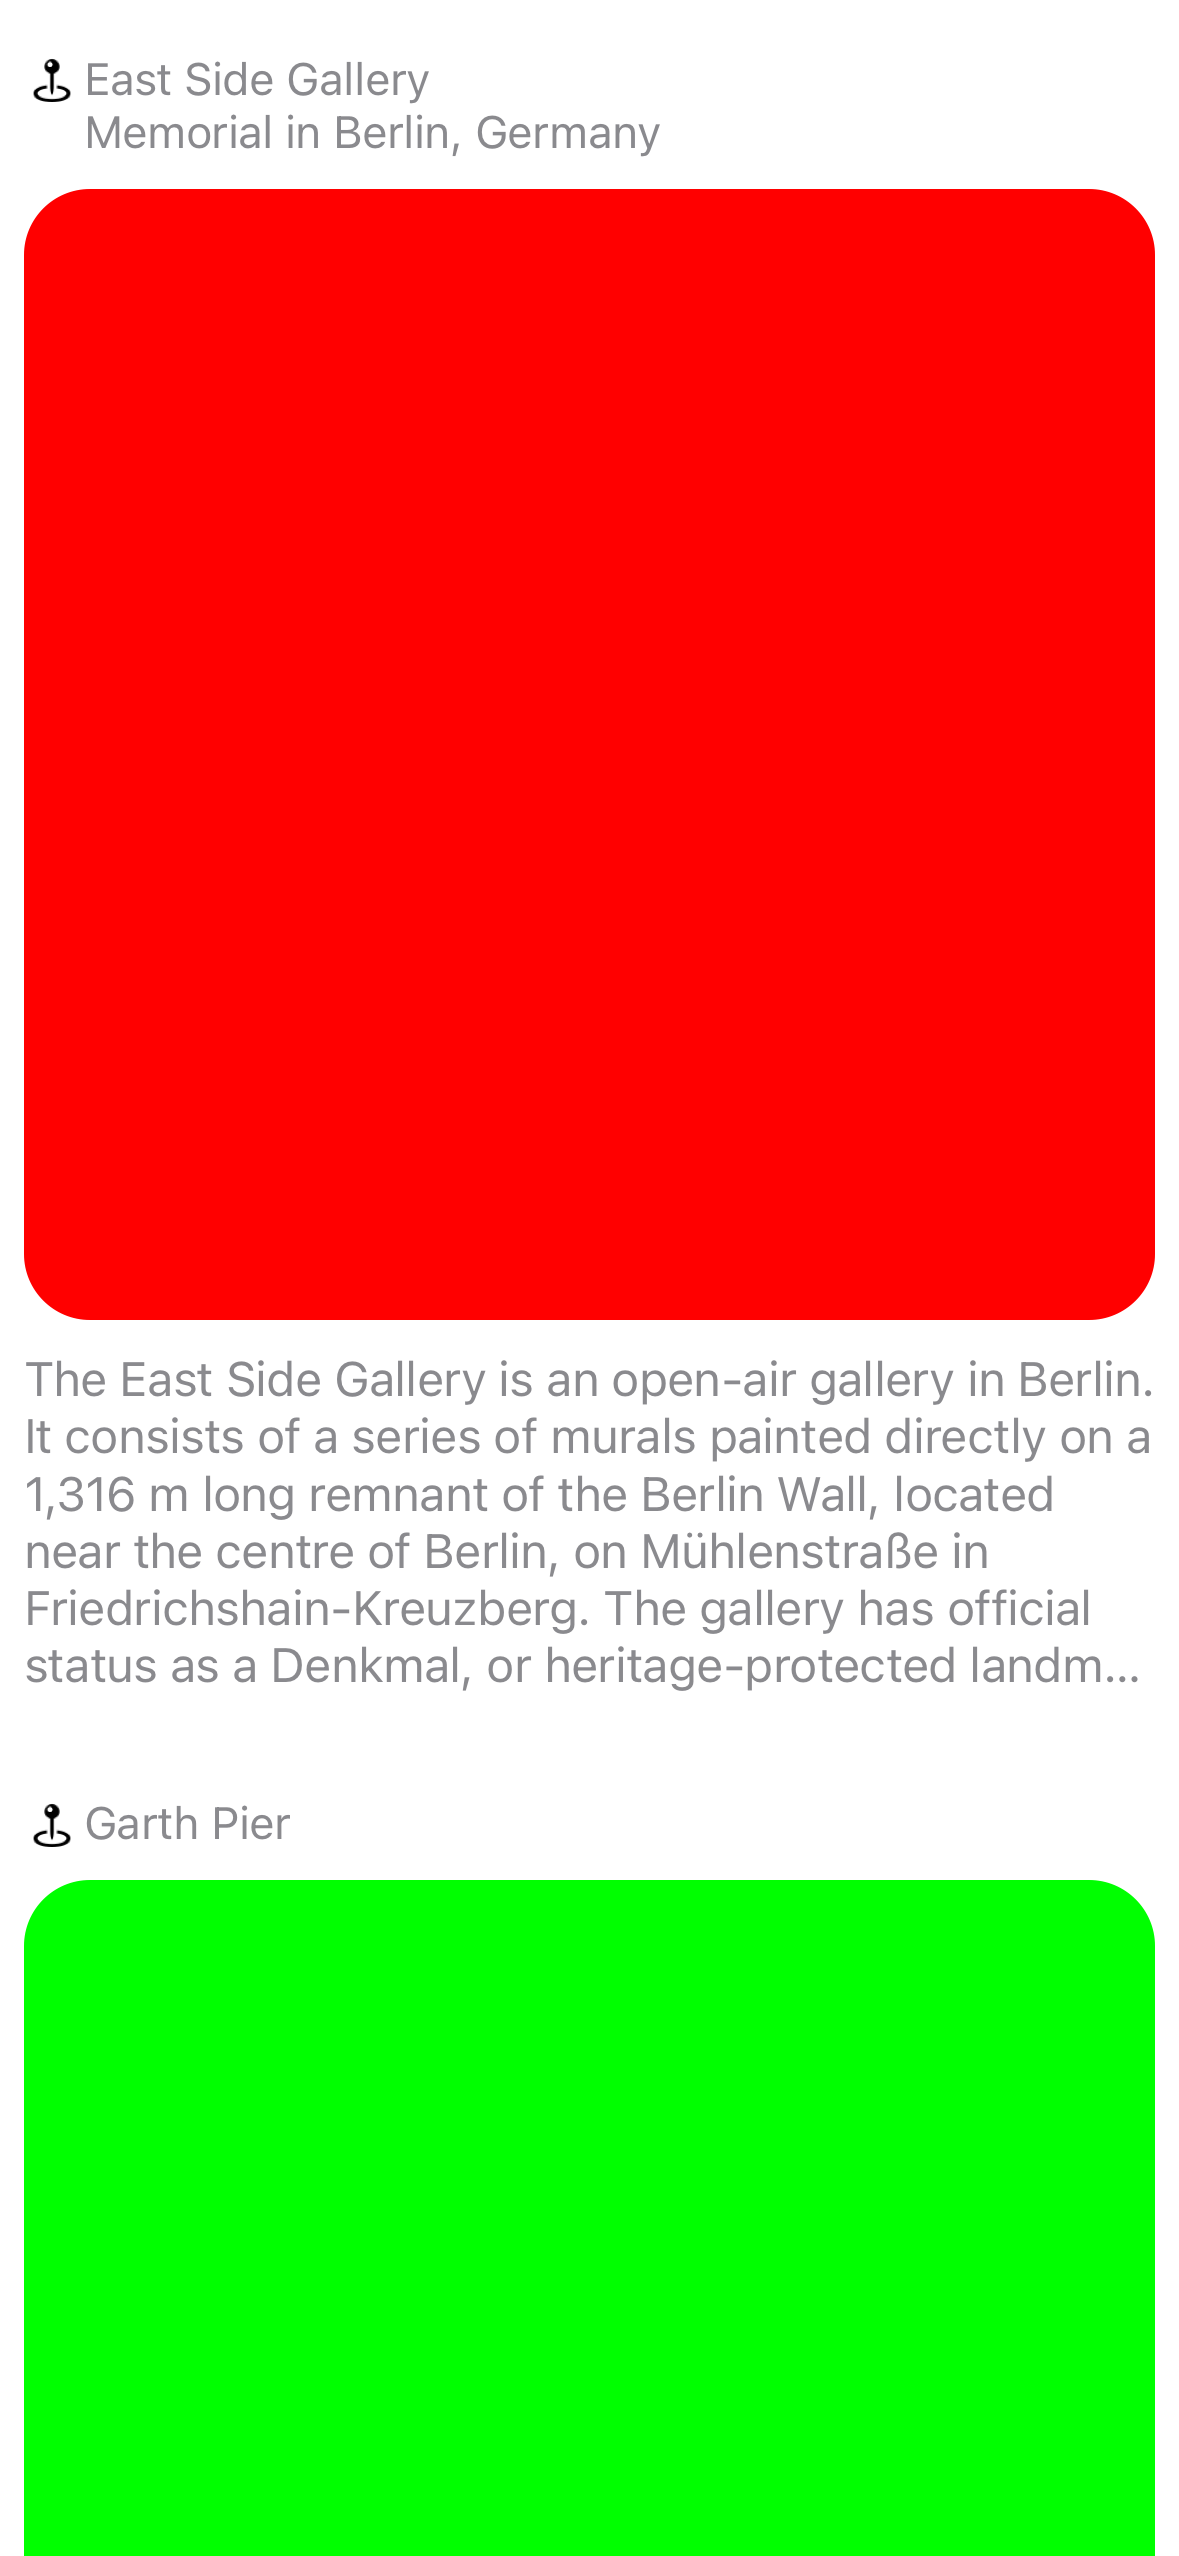 East Side Gallery
Memorial in Berlin, Germany
The East Side Gallery is an open-air gallery in Berlin.
It consists of a series of murals painted directly on a
1,316 m long remnant of the Berlin Wall, located
near the centre of Berlin, on Mühlenstraße in
Friedrichshain-Kreuzberg. The gallery has official
status as a Denkmal, or heritage-protected landm…
Garth Pier